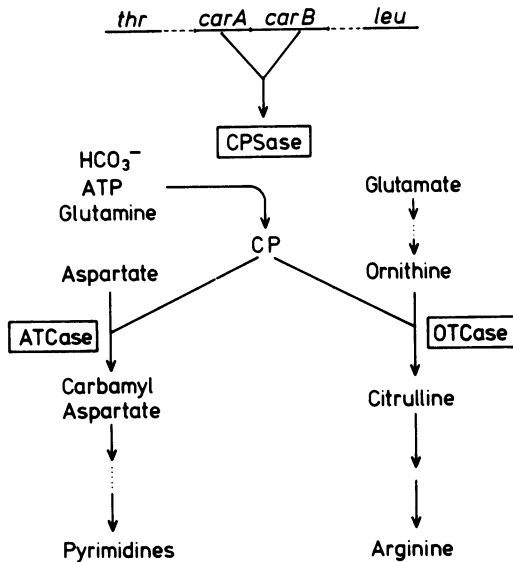 thr carA carB leu
CPSase
HCO₃⁻
ATP
Glutamine
Glutamate
CP
Aspartate
Ornithine
ATCase
OTCase
Carbamyl
Aspartate
Citrulline
Pyrimidines
Arginine